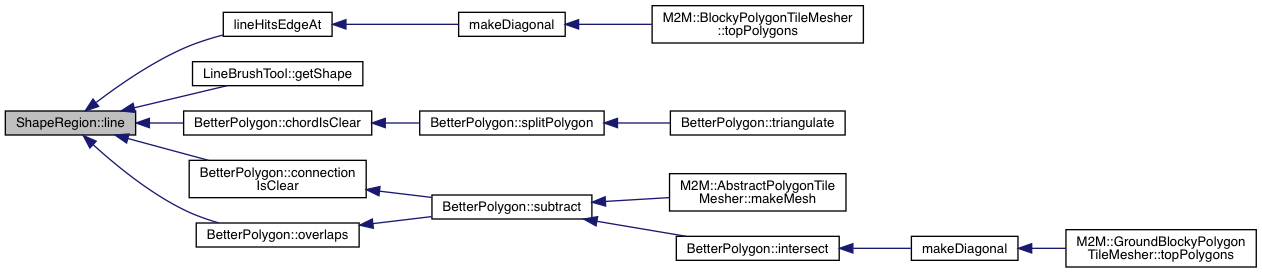 lineHitsEdgeAt
makeDiagonal
M2M::BlockyPolygonTileMesher
::topPolygons
LineBrushTool::getShape
ShapeRegion::line
BetterPolygon::chordIsClear
BetterPolygon::splitPolygon
BetterPolygon::triangulate
BetterPolygon::connection
IsClear
BetterPolygon::overlaps
BetterPolygon::subtract
M2M::AbstractPolygonTile
Mesher::makeMesh
BetterPolygon::intersect
makeDiagonal
M2M::GroundBlockyPolygon
TileMesher::topPolygons